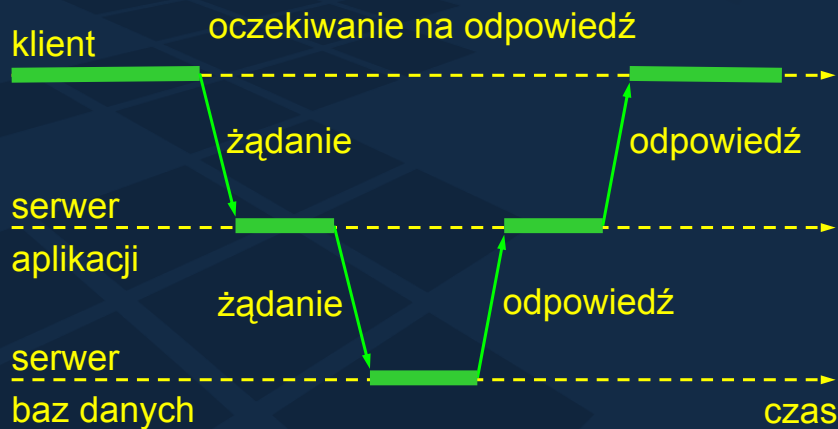 klient
oczekiwanie na odpowiedź
żądanie
odpowiedź
serwer
aplikacji
żądanie
odpowiedź
serwer
baz danych
czas